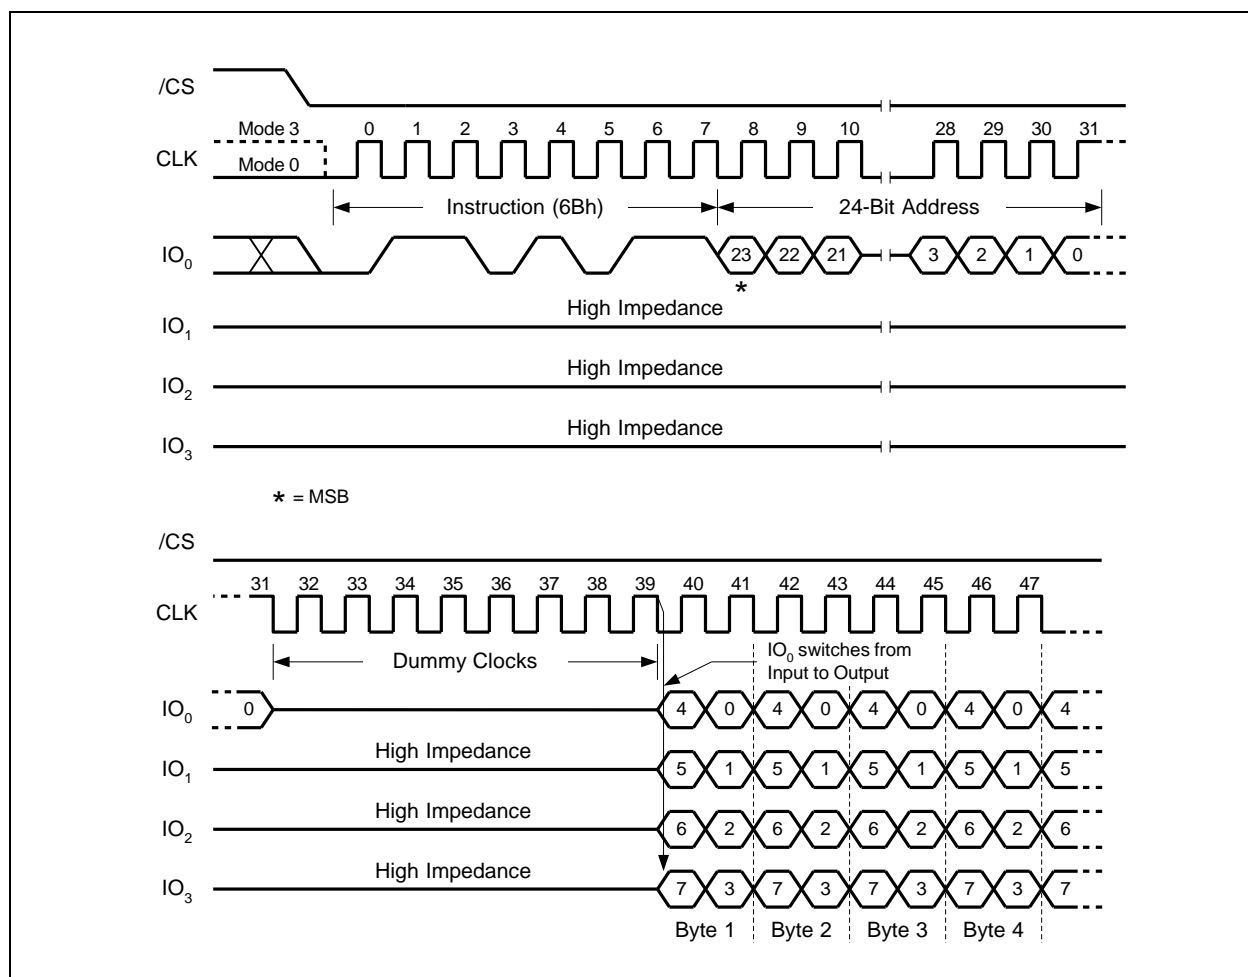 /CS
Mode 3 0 1 2 3 4 5 6 7 8 9 10 28 29 30 31
CLK
Mode 0
Instruction (6Bh) 24-Bit Address
IO0 23 22 21 3 2 1 0
*
High Impedance
IO1
High Impedance
IO2
High Impedance
IO3
* = MSB
/CS
31 32 33 34 35 36 37 38 39 40 41 42 43 44 45 46 47
CLK
Dummy Clocks
IO0 switches from
Input to Output
IO0 0 4 0 4 0 4 0 4 0 4
High Impedance
IO1 5 1 5 1 5 1 5 1 5
High Impedance
IO2 6 2 6 2 6 2 6 2 6
High Impedance
IO3 7 3 7 3 7 3 7 3 7
Byte 1 Byte 2 Byte 3 Byte 4